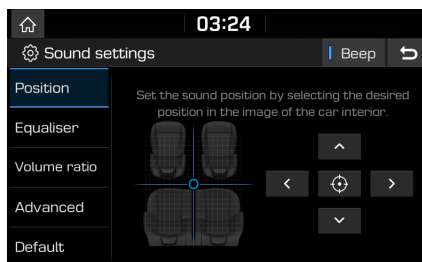 03:24
Sound settings
Beep
Position
Set the sound position by selecting the desired
position in the image of the car interior.
Equaliser
Volume ratio
Advanced
Default